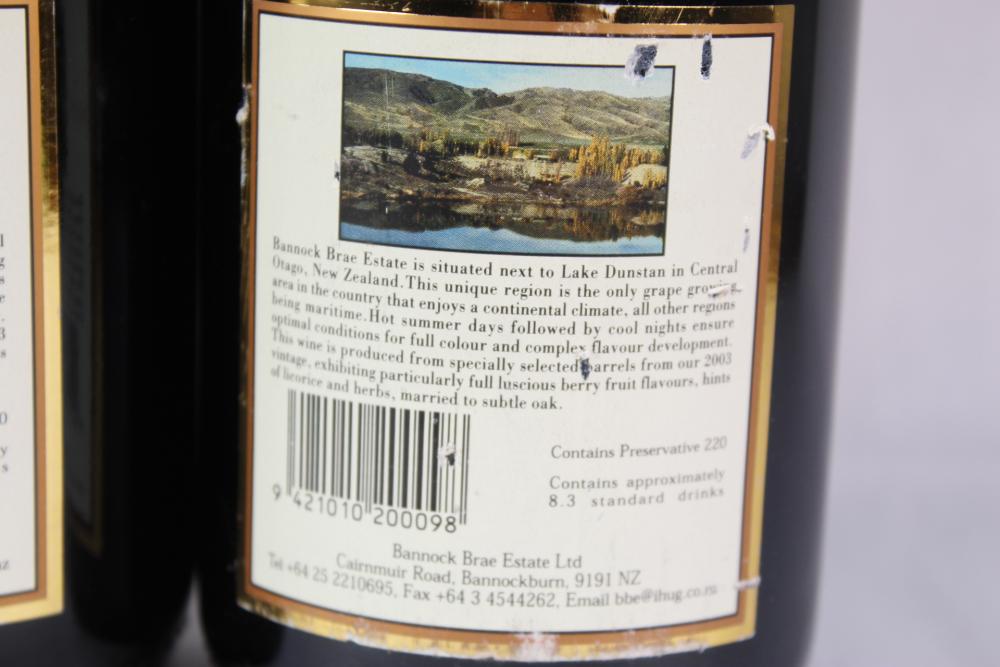 Bannock Brae Estate is situated next to Lake Dunstan in Central
Otago, New Zealand. This unique region is the only grape growing
area in the country that enjoys a continental climate, all other regions
being maritime. Hot summer days followed by cool nights ensure
optimal conditions for full colour and complex flavour development.
This wine is produced from specially selected barrels from our 2003
vintage, exhibiting particularly full luscious berry fruit flavours, hints
of licorice and herbs, married to subtle oak.
Contains Preservative 220
Contains approximately
8.3 standard drinks
9 421010 200098
Bannock Brae Estate Ltd
Cairnmuir Road, Bannockburn, 9191 NZ
Tel +64 25 2210695, Fax +64 3 4544262, Email bbe@ihug.co.nz